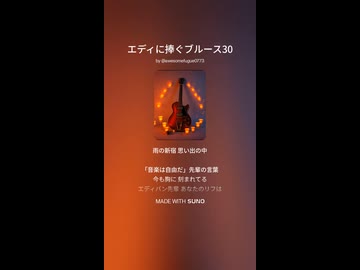 エディに捧ぐブルース30
by @awesomefugue0773
雨の新宿 思い出の中
「音楽は自由だ」先輩の言葉
今も胸に 刻まれてる
エディパン先輩 あなたのリフは
MADE WITH SUNO